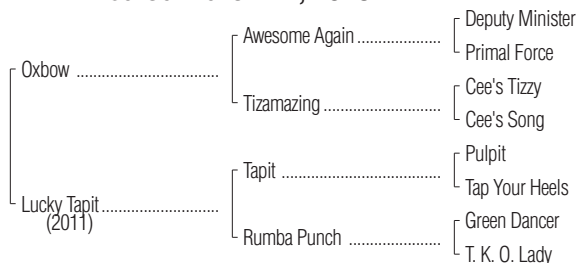 Deputy Minister
Awesome Again
Primal Force
Oxbow
Cee's Tizzy
Tizamazing
Cee's Song
Pulpit
Tapit
Tap Your Heels
Lucky Tapit
(2011)
Green Dancer
Rumba Punch
T. K. O. Lady